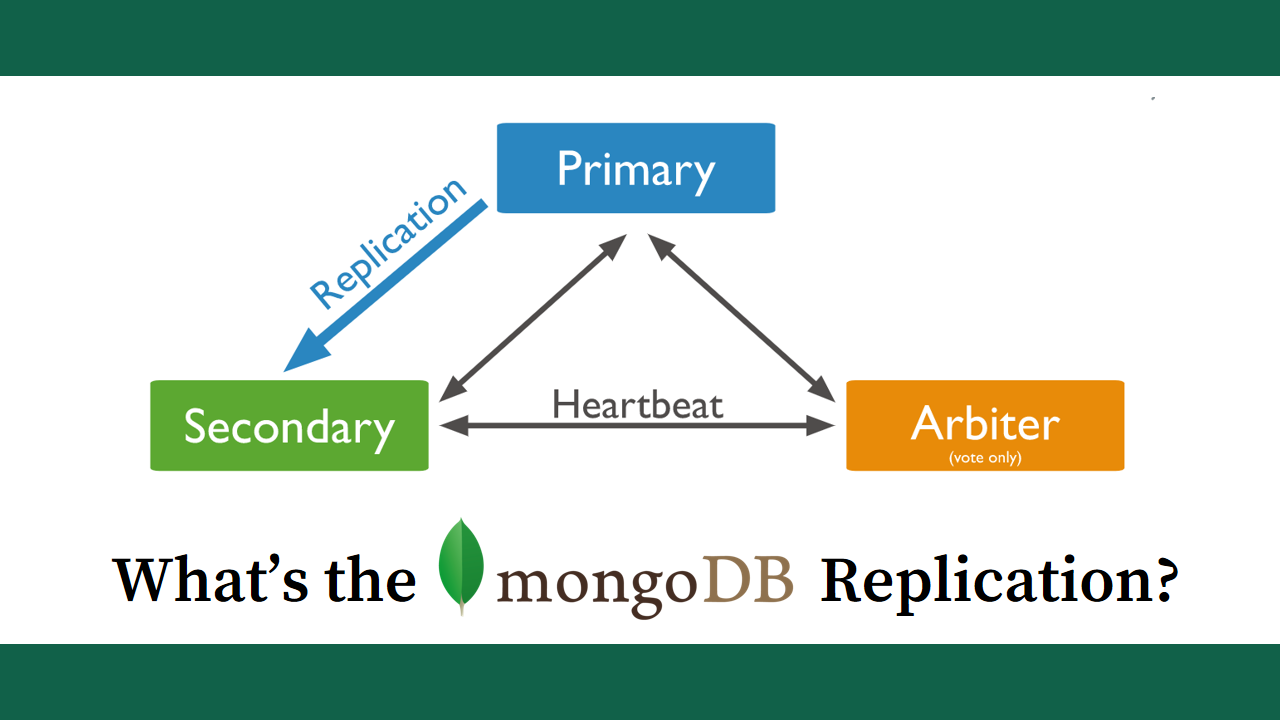 Primary
Replication
Heartbeat
Secondary
Arbiter
(vote only)
What’s the mongoDB Replication?